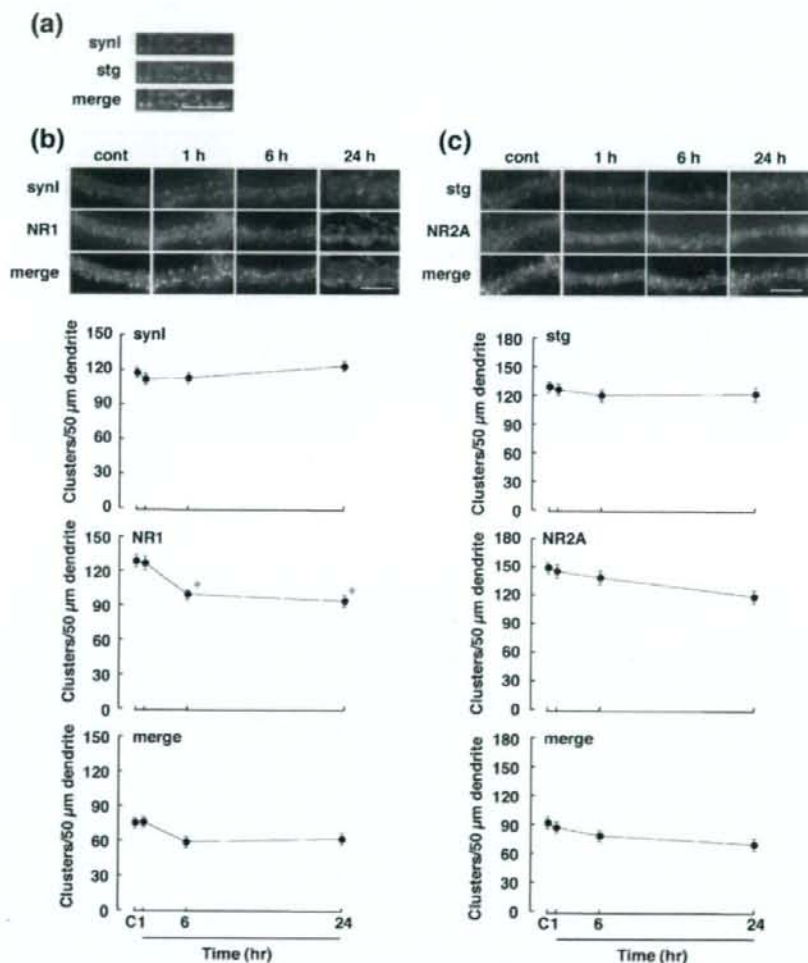 (a)
synI
stg
merge
(b)
cont 1 h 6 h 24 h
synI
NR1
merge
(c)
cont 1 h 6 h 24 h
stg
NR2A
merge
synI
150
120
90
60
30
0
Clusters/50 µm dendrite
NR1
150
120
90
60
30
0
Clusters/50 µm dendrite
*
*
merge
150
120
90
60
30
0
Clusters/50 µm dendrite
C 1 6 24
Time (hr)
stg
180
150
120
90
60
30
0
Clusters/50 µm dendrite
NR2A
180
150
120
90
60
30
0
Clusters/50 µm dendrite
merge
180
150
120
90
60
30
0
Clusters/50 µm dendrite
C 1 6 24
Time (hr)